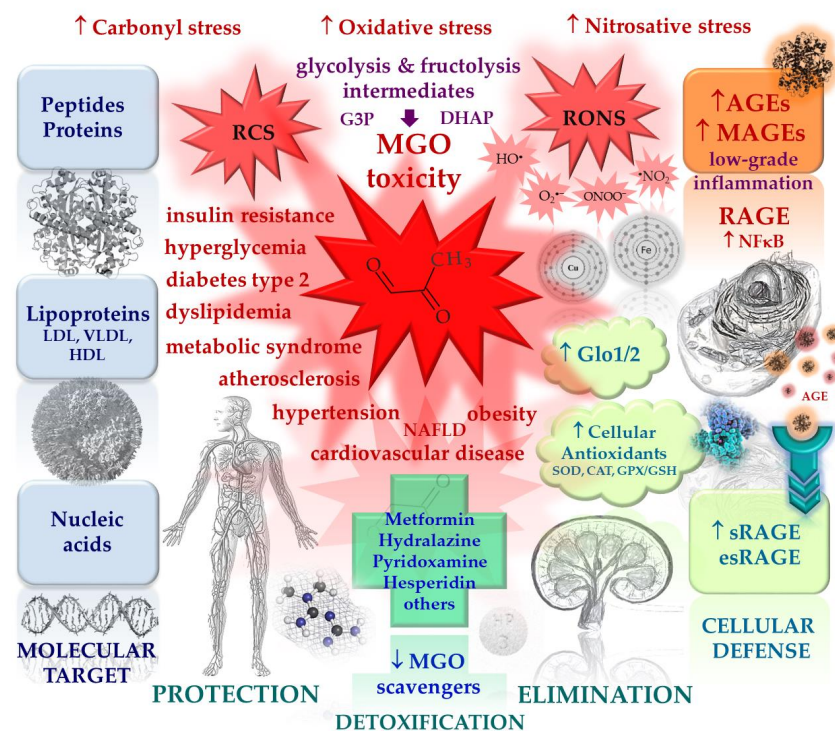 ↑ Carbonyl stress
↑ Oxidative stress
↑ Nitrosative stress
Peptides
Proteins
RCS
glycolysis & fructolysis
intermediates
G3P
DHAP
MGO
toxicity
RONS
HO•
O₂•⁻
ONOO⁻
•NO₂
Cu
Fe
↑AGEs
↑ MAGEs
low-grade
inflammation
RAGE
↑ NFκB
insulin resistance
hyperglycemia
diabetes type 2
dyslipidemia
metabolic syndrome
atherosclerosis
hypertension
obesity
NAFLD
cardiovascular disease
O
CH₃
O
Lipoproteins
LDL, VLDL,
HDL
↑ Glo1/2
AGE
↑ Cellular
Antioxidants
SOD, CAT, GPX/GSH
Nucleic
acids
Metformin
Hydralazine
Pyridoxamine
Hesperidin
others
HP
3
↑ sRAGE
esRAGE
MOLECULAR
TARGET
PROTECTION
↓ MGO
scavengers
DETOXIFICATION
ELIMINATION
CELLULAR
DEFENSE